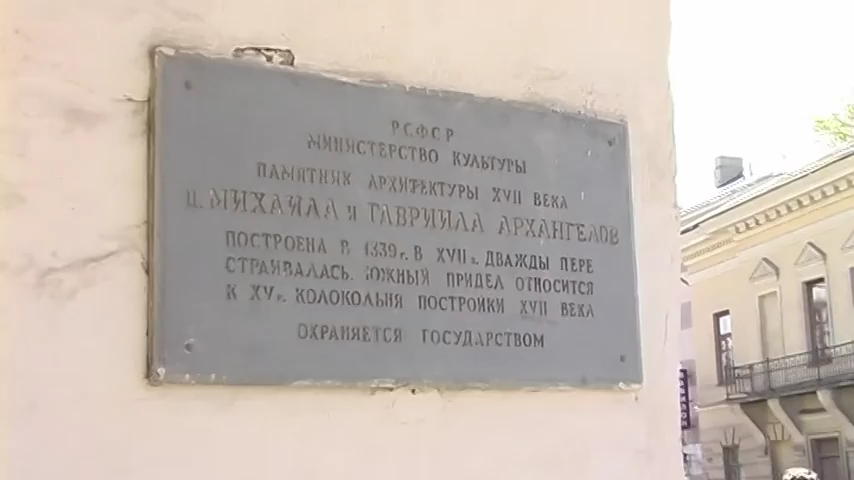 РСФСР
МИНИСТЕРСТВО КУЛЬТУРЫ
ПАМЯТНИК АРХИТЕКТУРЫ XVII ВЕКА
Ц. МИХАИЛА И ГАВРИИЛА АРХАНГЕЛОВ
ПОСТРОЕНА В 1339 г. В XVII в. ДВАЖДЫ ПЕРЕ
СТРАИВАЛАСЬ. ЮЖНЫЙ ПРИДЕЛ ОТНОСИТСЯ
К XV в. КОЛОКОЛЬНЯ ПОСТРОЙКИ XVII ВЕКА
ОХРАНЯЕТСЯ ГОСУДАРСТВОМ